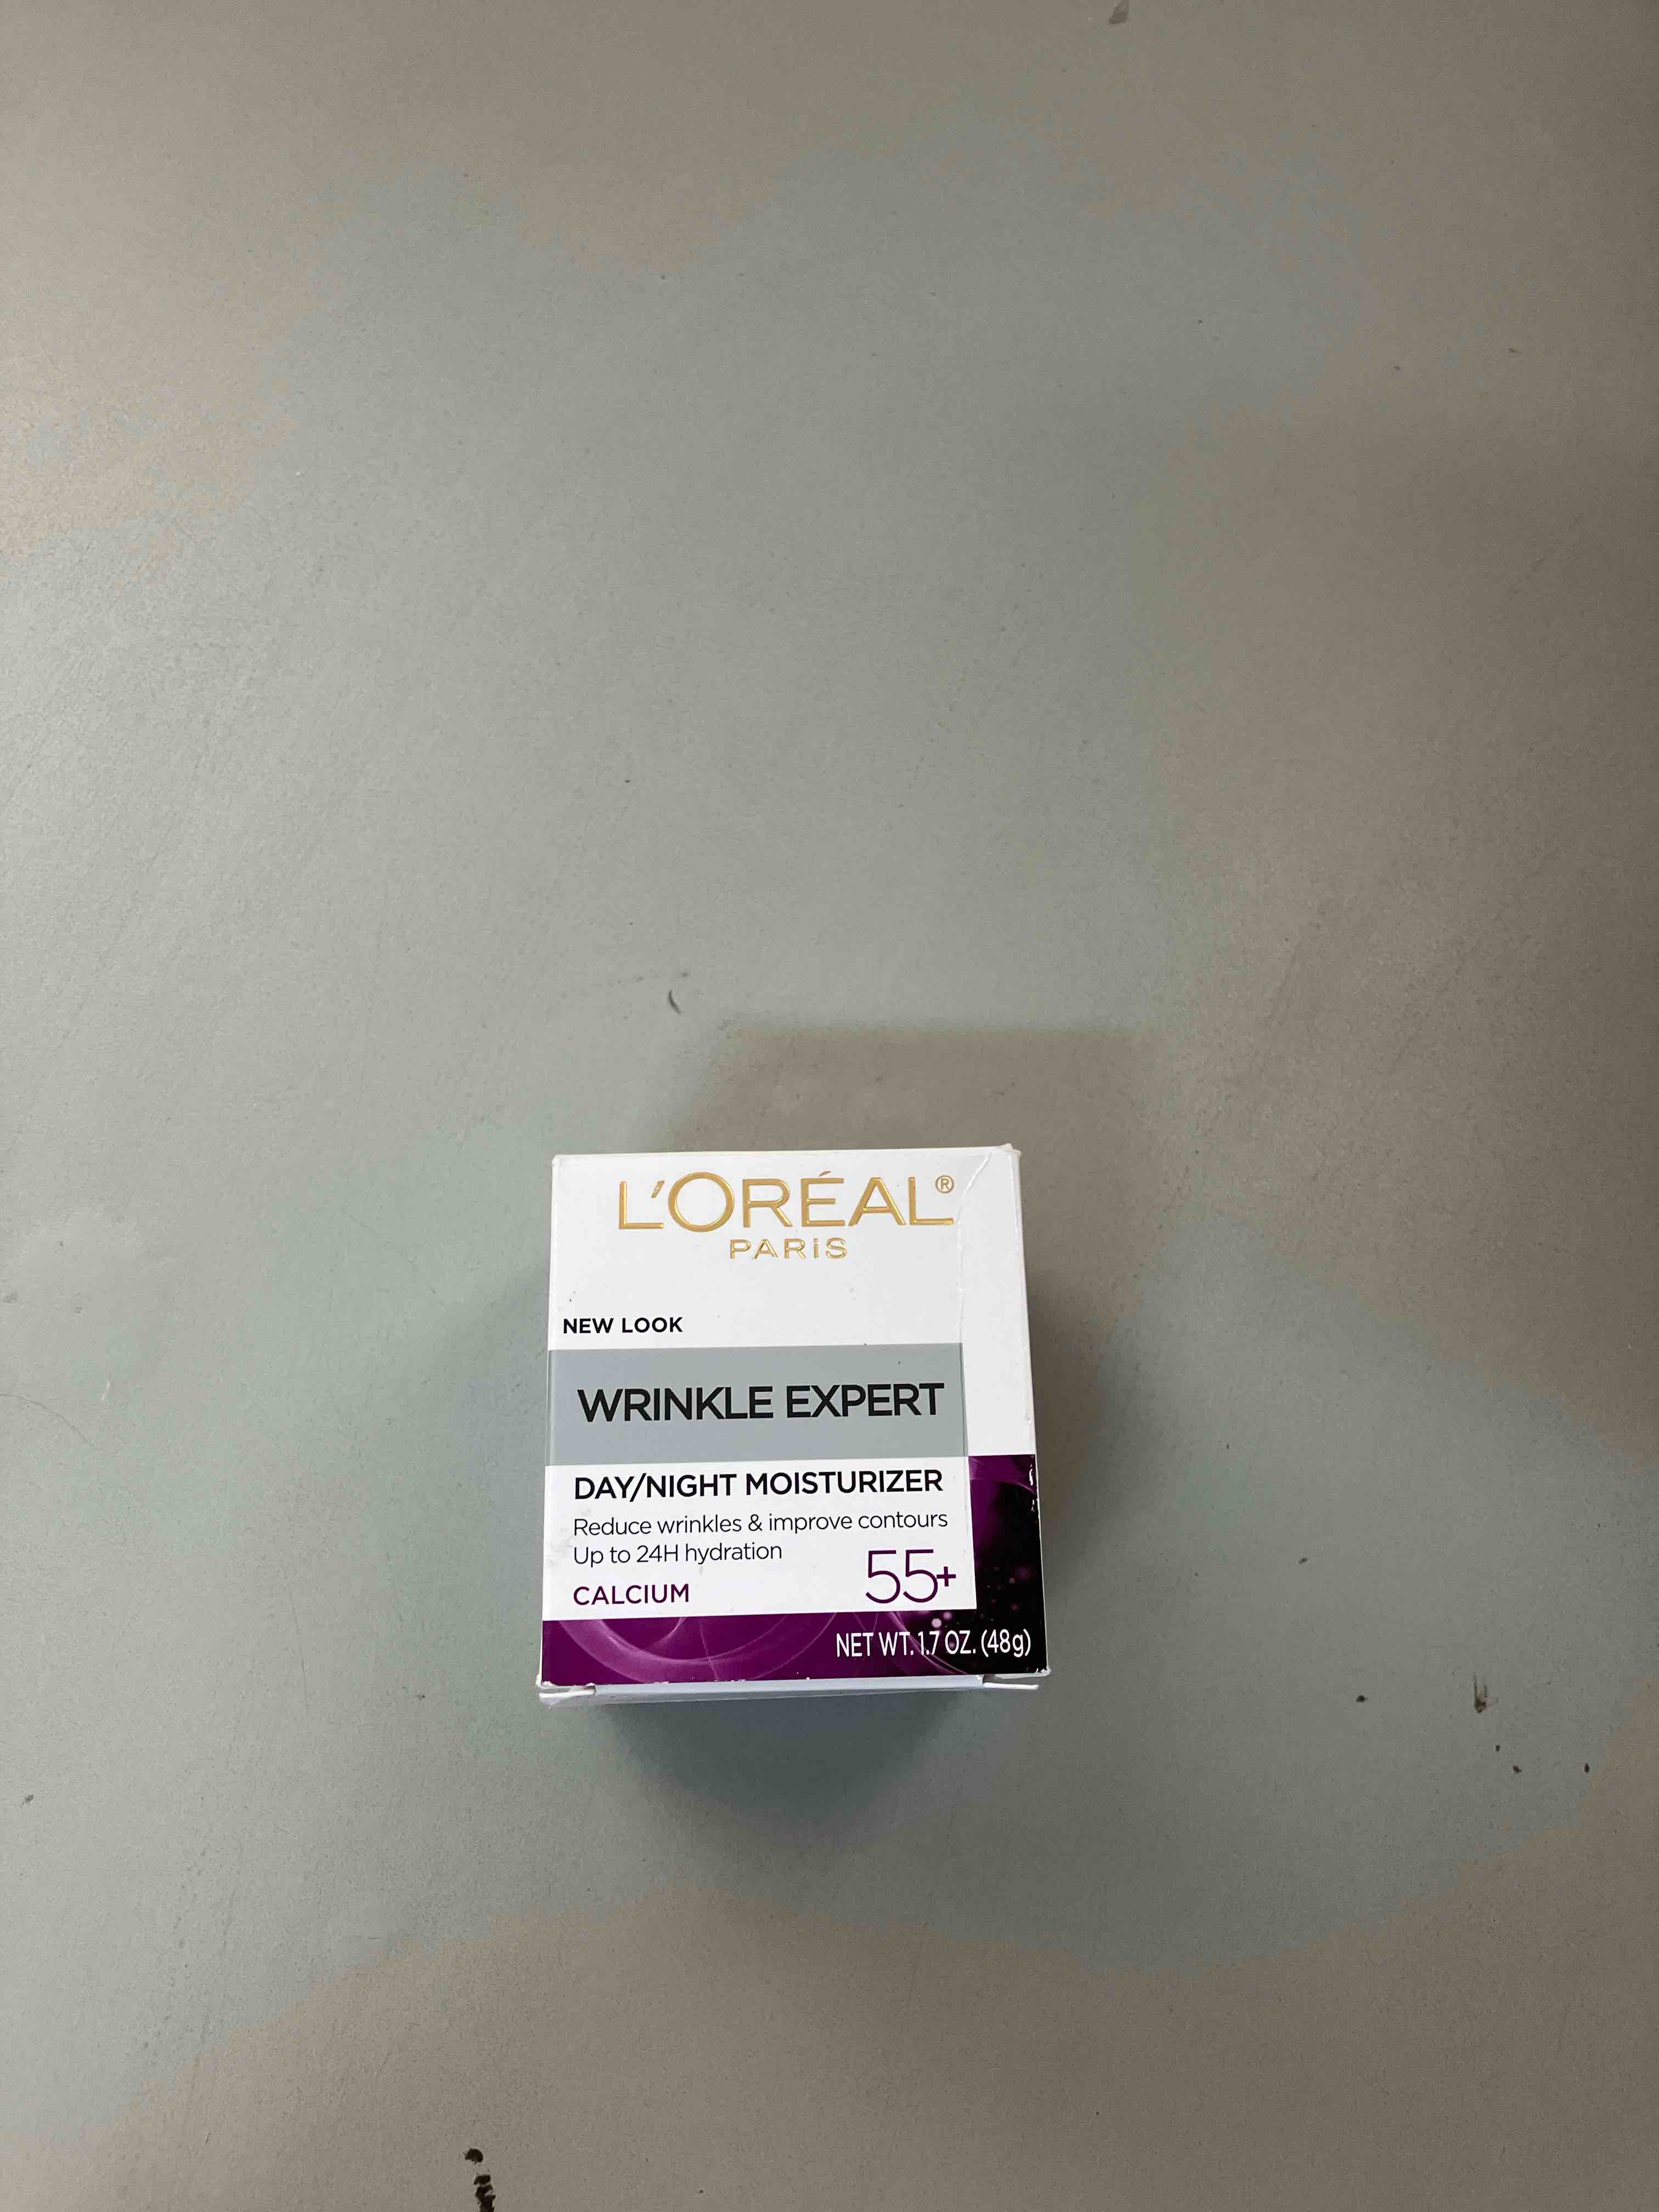 L'ORÉAL®
PARiS
NEW LOOK
WRINKLE EXPERT
DAY/NIGHT MOISTURIZER
Reduce wrinkles & improve contours
Up to 24H hydration
CALCIUM
55+
NET WT. 1.7 OZ. (48g)